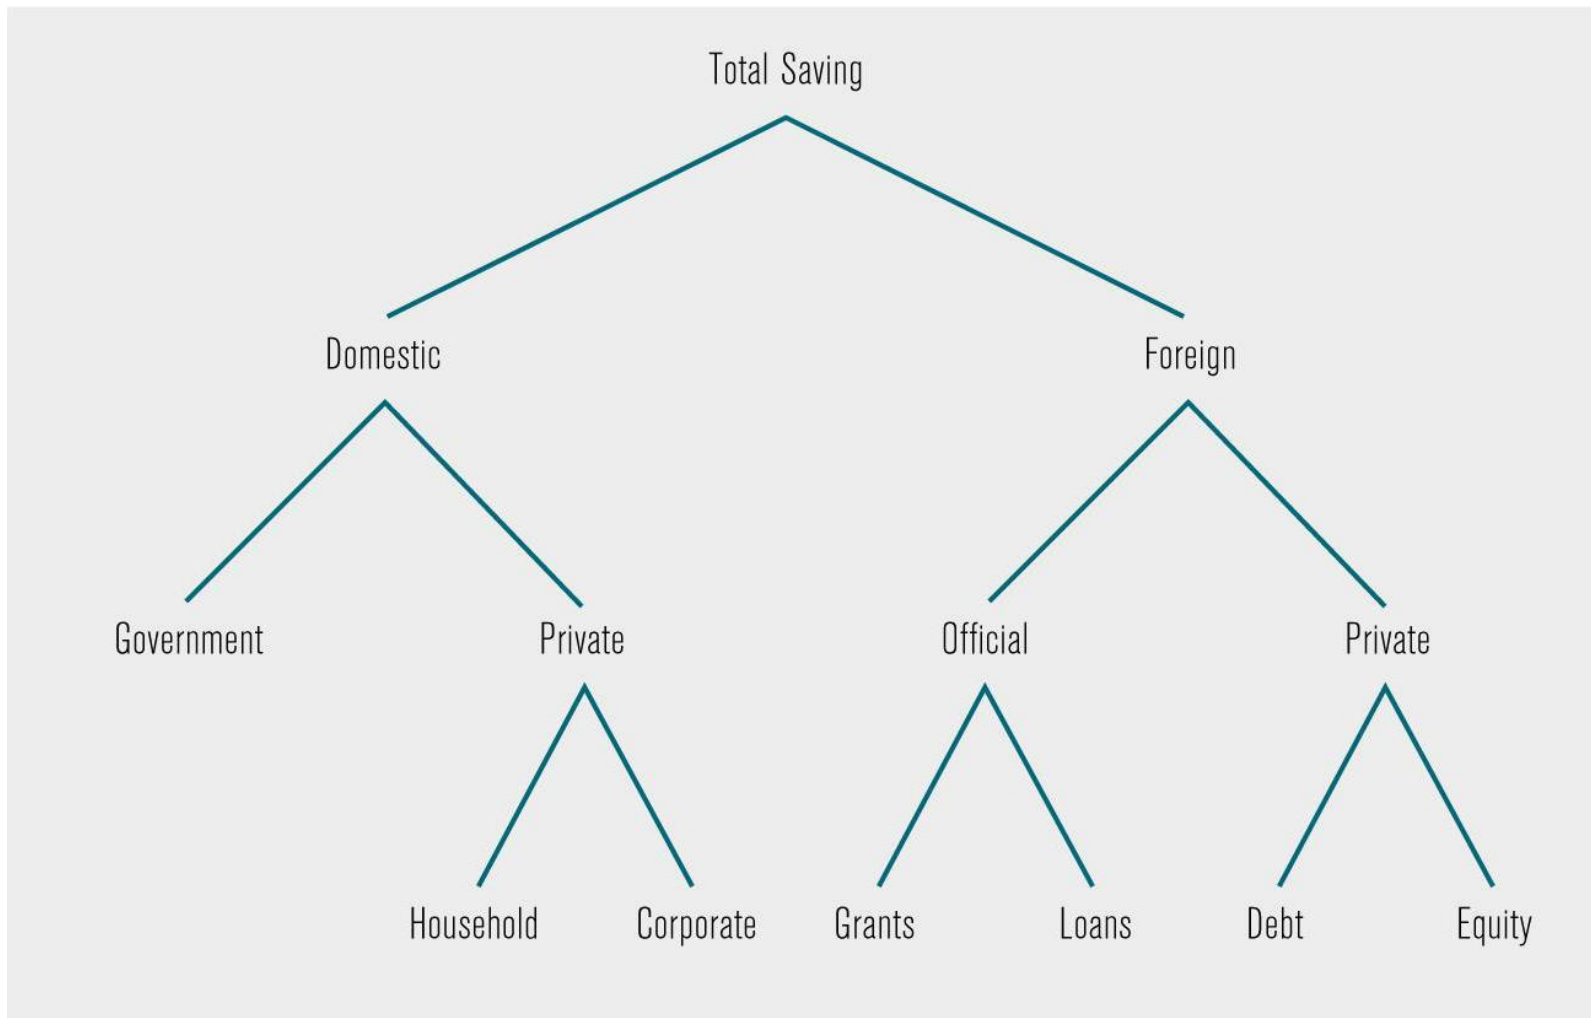 Total Saving
Domestic Foreign
Government Private Official Private
Household Corporate Grants Loans Debt Equity